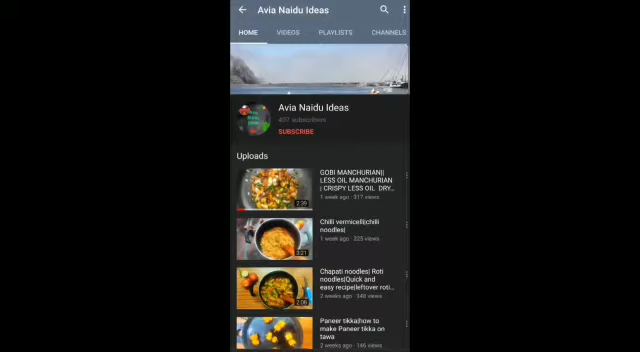 Avia Naidu Ideas
HOME VIDEOS PLAYLISTS CHANNELS
Avia Naidu Ideas
407 subscribers
SUBSCRIBE
Uploads
GOBI MANCHURIAN||
LESS OIL MANCHURIAN
| CRISPY LESS OIL DRY...
1 week ago · 317 views
2:39
Chilli vermicelli|chilli
noodles|
1 week ago · 225 views
3:21
Chapati noodles| Roti
noodles|Quick and
easy recipe|leftover roti...
2 weeks ago · 348 views
2:06
Paneer tikka|how to
make Paneer tikka on
tawa
2 weeks ago · 146 views